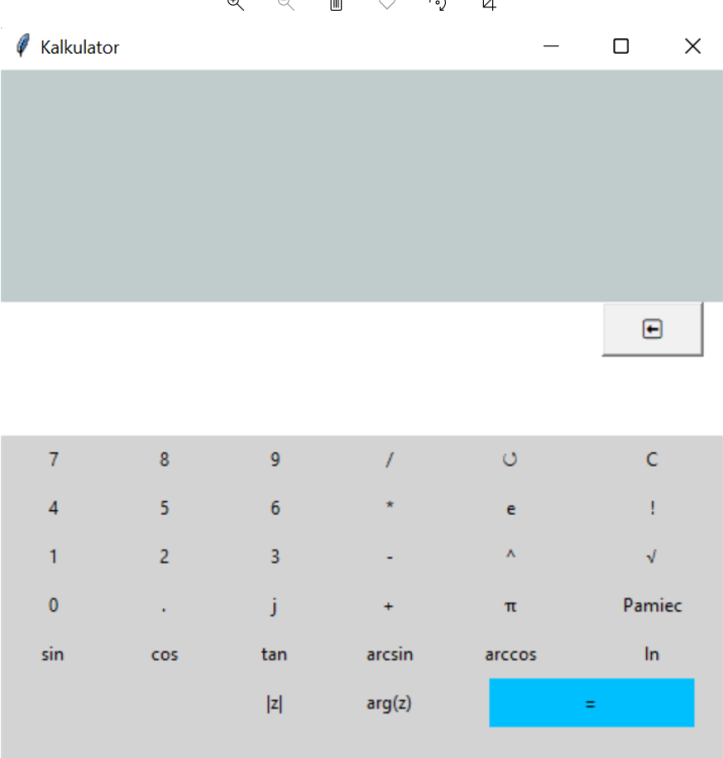 Kalkulator
7 8 9 / ↺ C
4 5 6 * e !
1 2 3 - ^ √
0 . j + π Pamiec
sin cos tan arcsin arccos ln
|z| arg(z) =